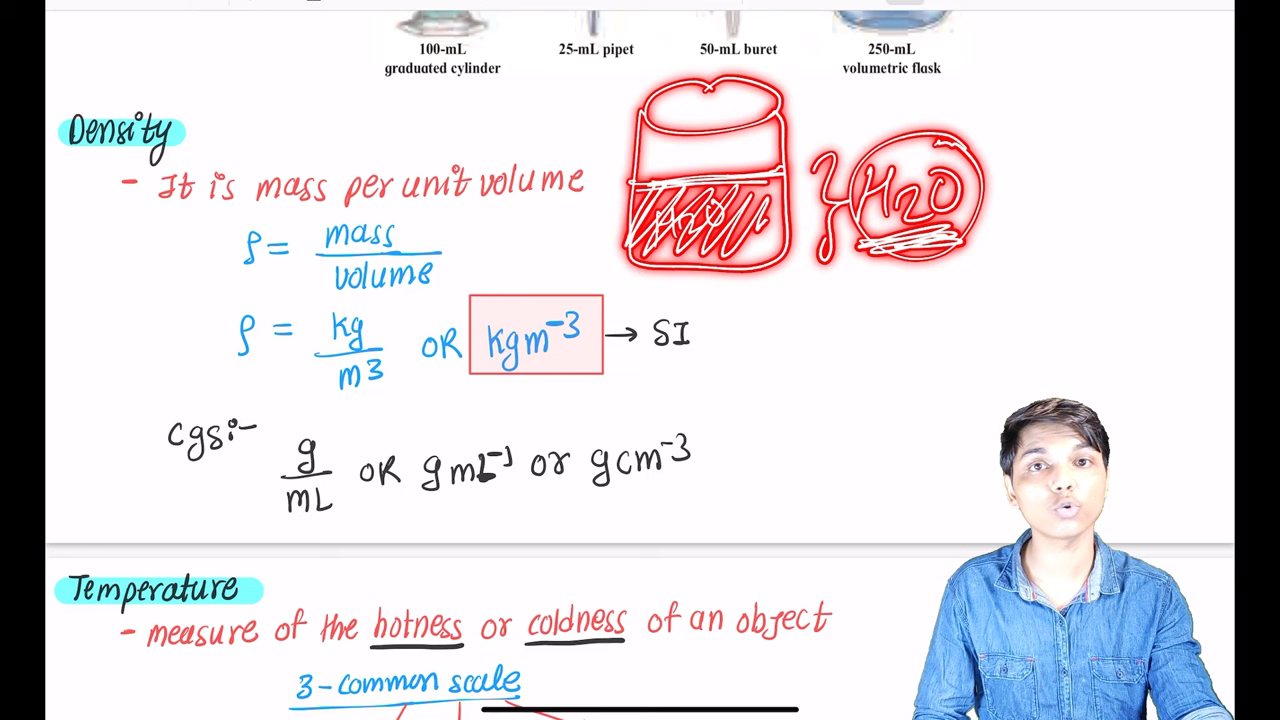 100-mL
graduated cylinder
25-mL pipet
50-mL buret
250-mL
volumetric flask
Density
- It is mass per unit volume
ρ = mass
volume
ρ = kg
m3 OR kgm-3 → SI
H2O
H2O
Cgs:-
g
mL OR g mL-1 or gcm-3
Temperature
- measure of the hotness or coldness of an object
3-common scale